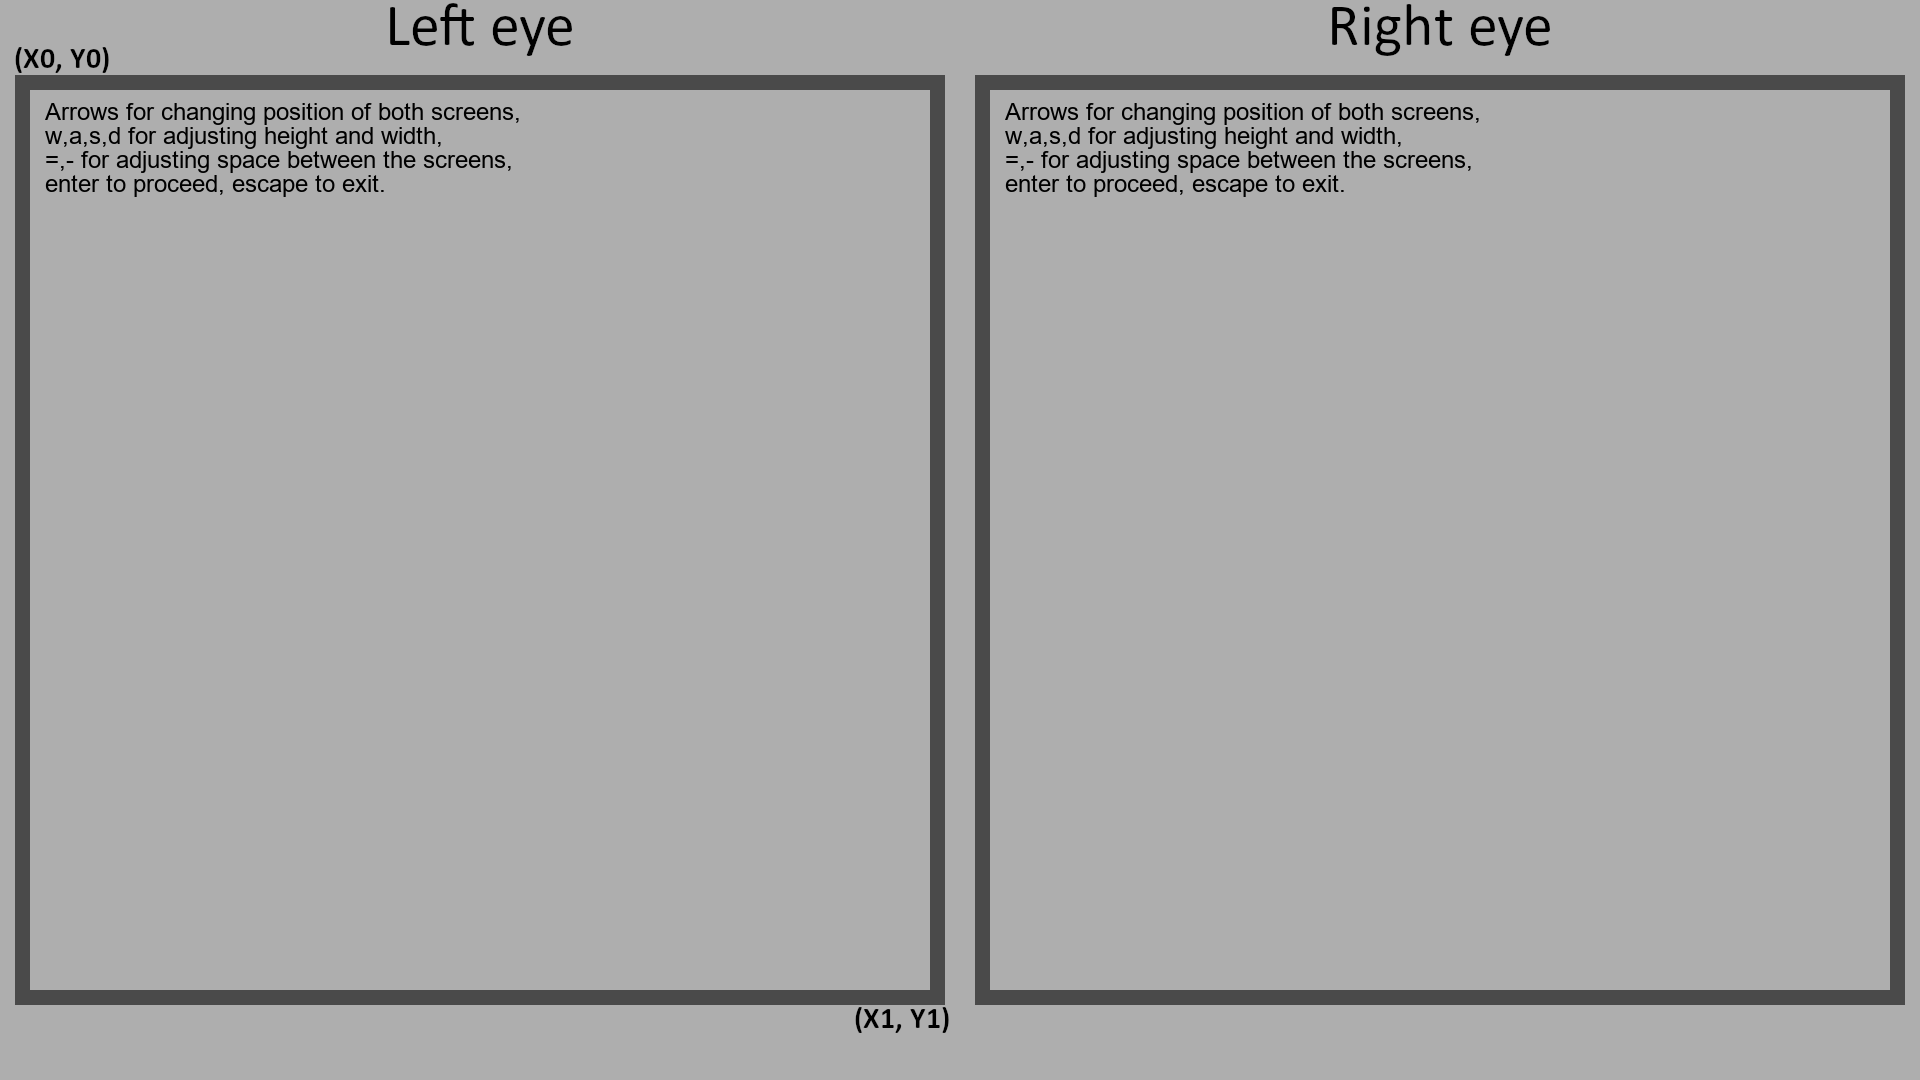 Left eye
Right eye
(X0, Y0)
Arrows for changing position of both screens,
w,a,s,d for adjusting height and width,
=,- for adjusting space between the screens,
enter to proceed, escape to exit.
Arrows for changing position of both screens,
w,a,s,d for adjusting height and width,
=,- for adjusting space between the screens,
enter to proceed, escape to exit.
(X1, Y1)